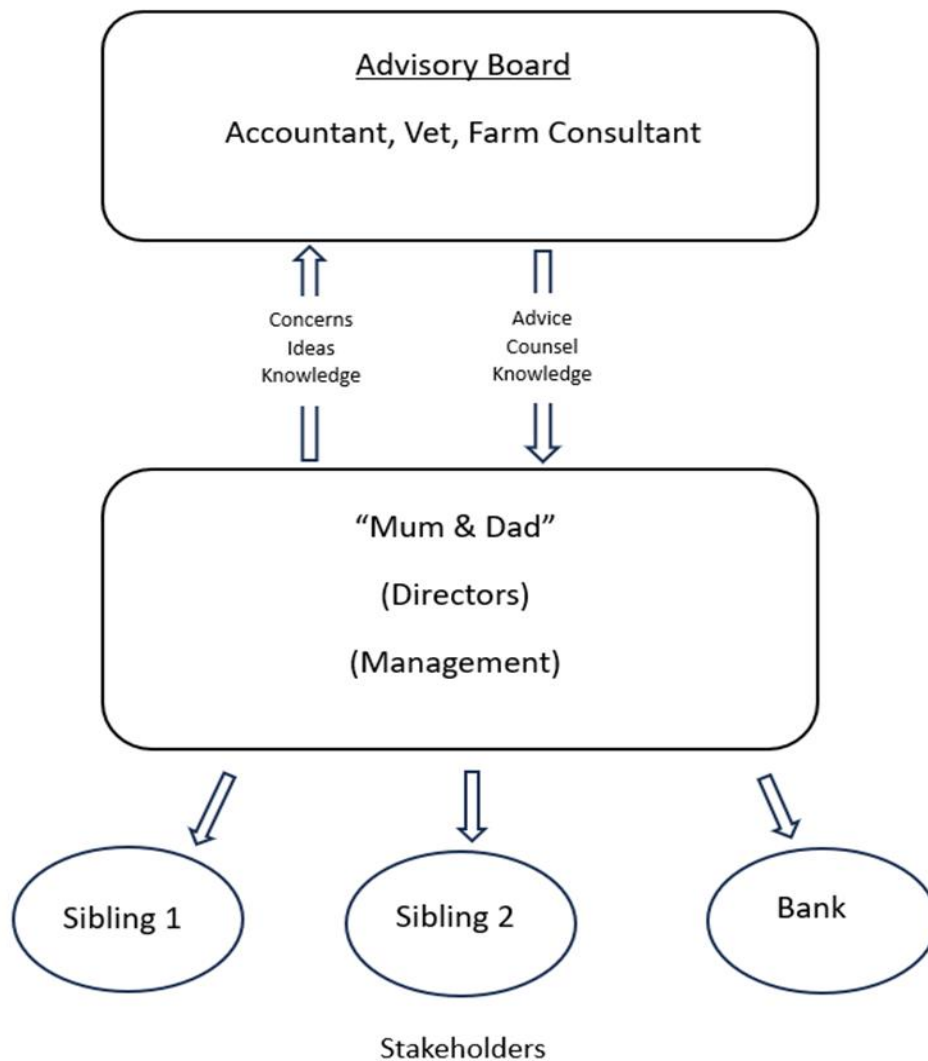 Advisory Board
Accountant, Vet, Farm Consultant
Concerns
Ideas
Knowledge
Advice
Counsel
Knowledge
“Mum & Dad”
(Directors)
(Management)
Sibling 1
Sibling 2
Bank
Stakeholders